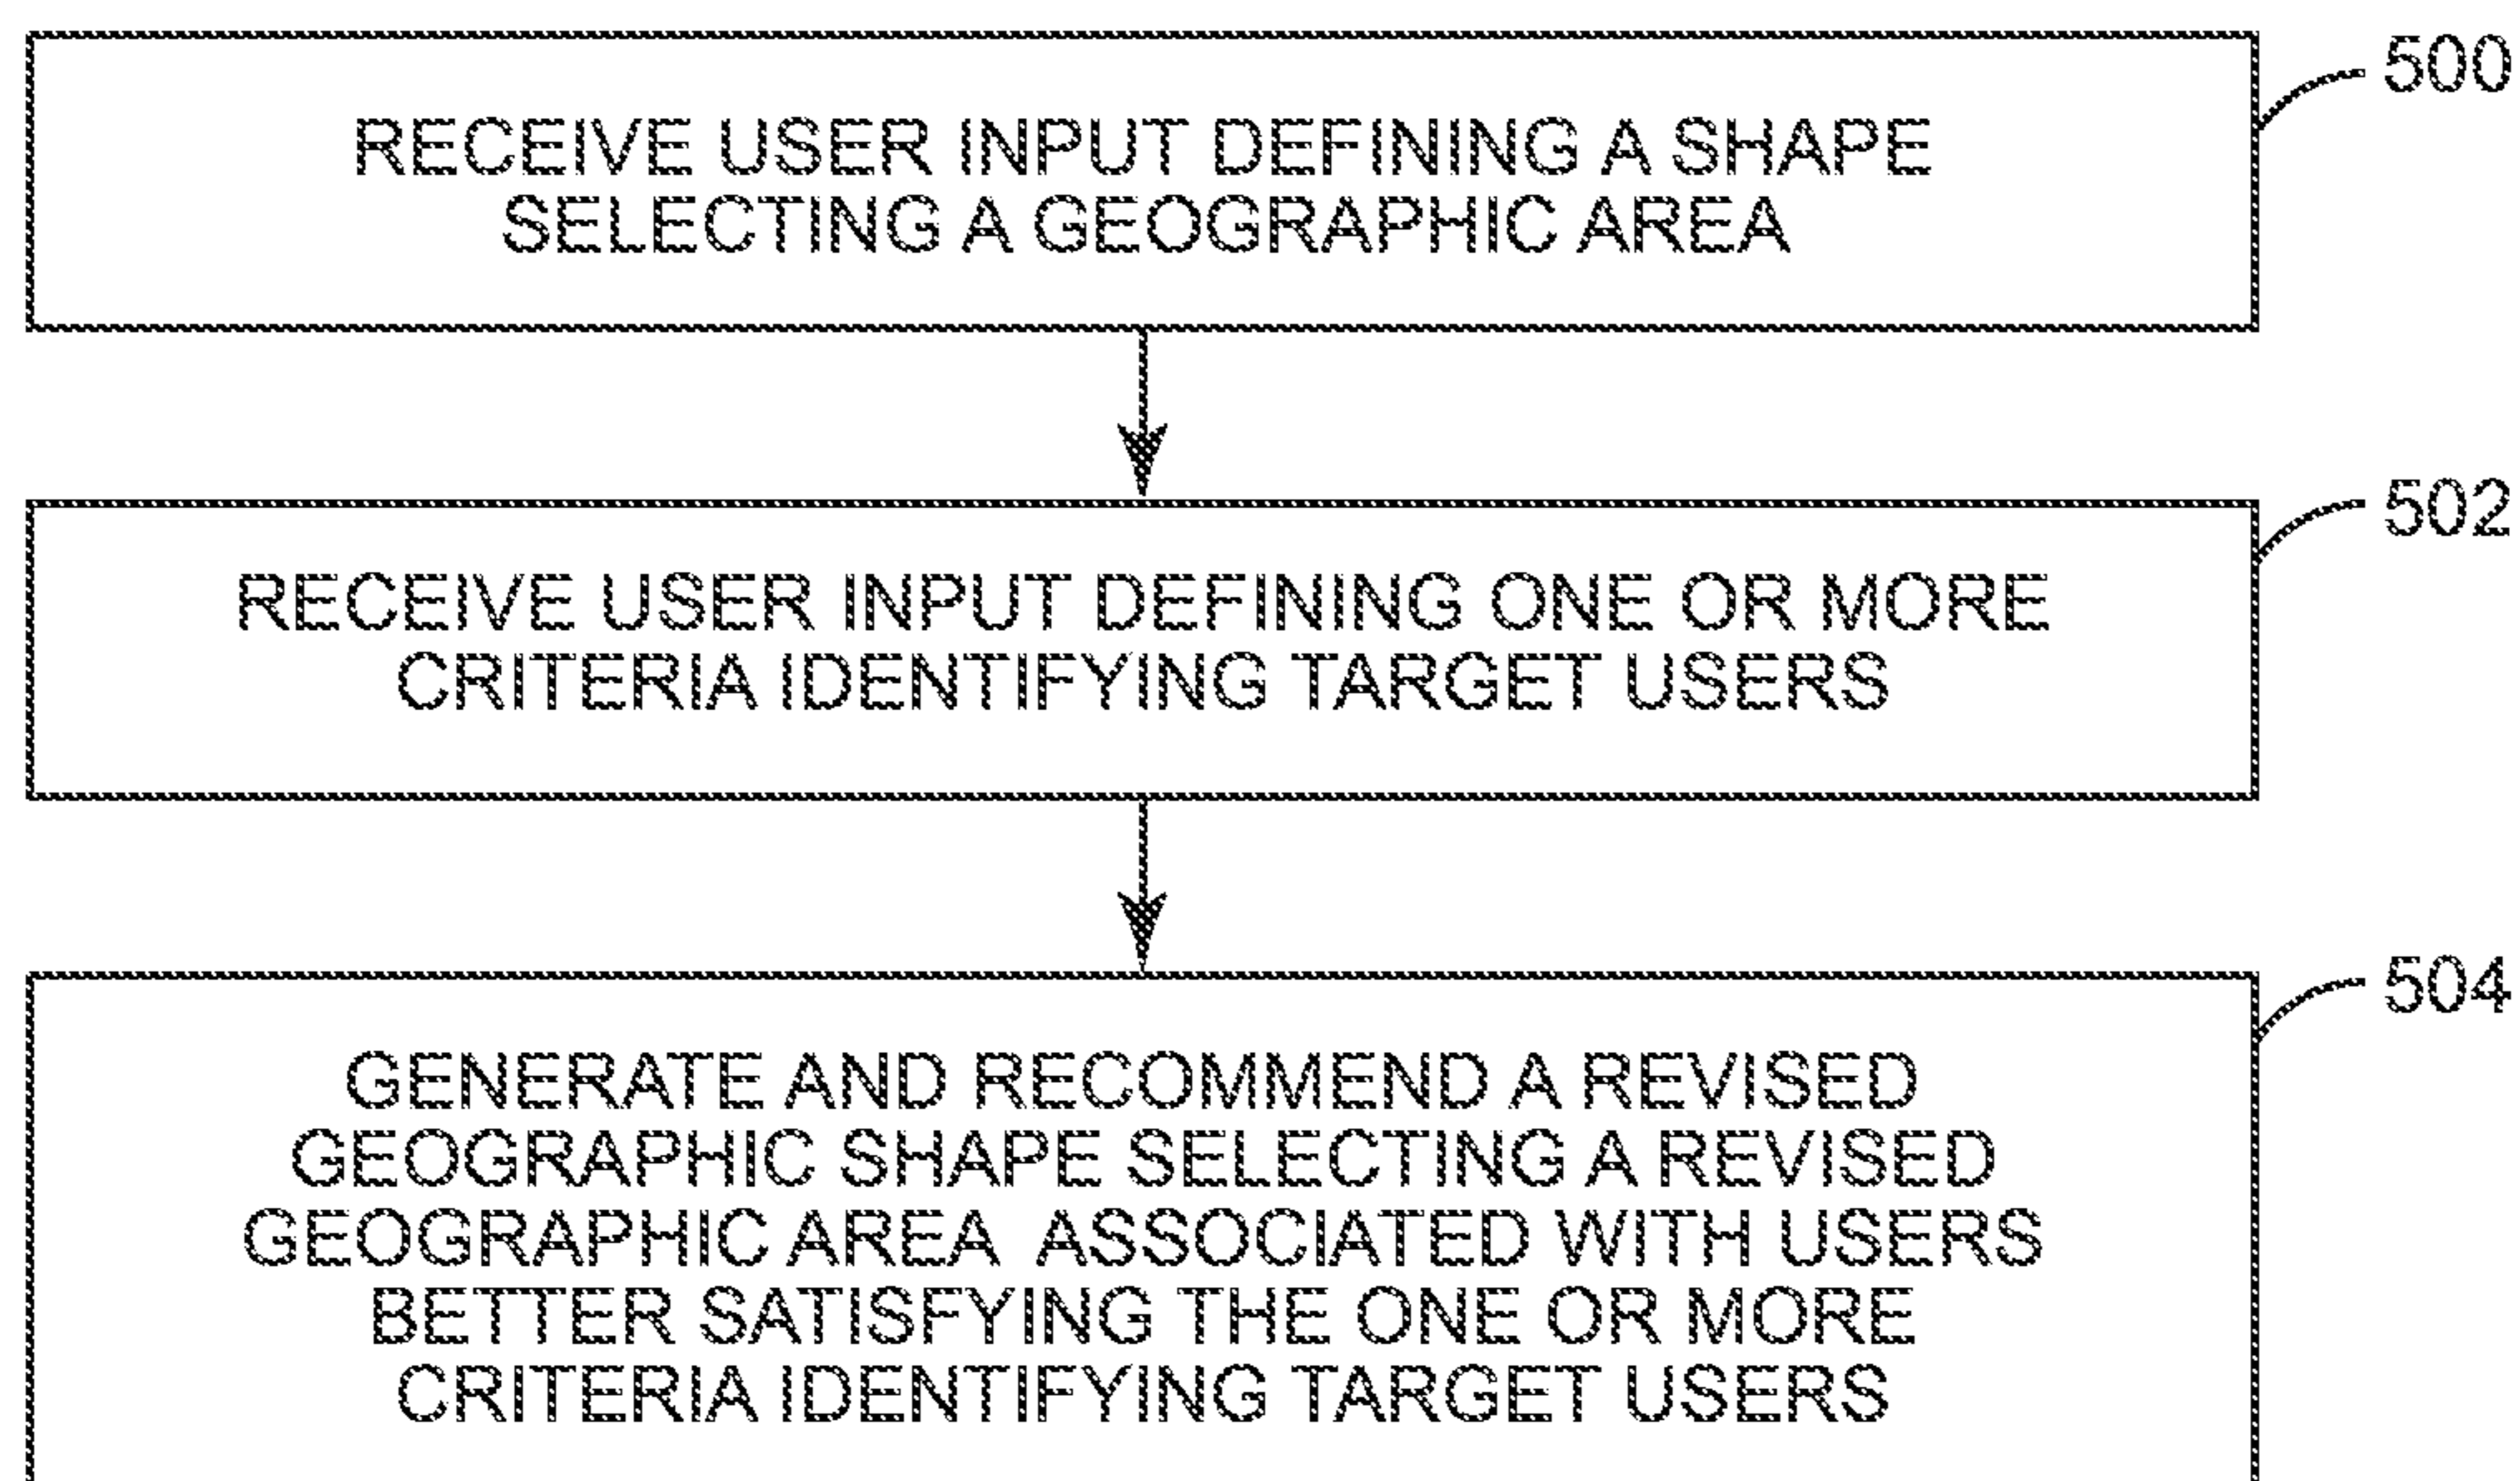 500
RECEIVE USER INPUT DEFINING A SHAPE
SELECTING A GEOGRAPHIC AREA
502
RECEIVE USER INPUT DEFINING ONE OR MORE
CRITERIA IDENTIFYING TARGET USERS
504
GENERATE AND RECOMMEND A REVISED
GEOGRAPHIC SHAPE SELECTING A REVISED
GEOGRAPHIC AREA ASSOCIATED WITH USERS
BETTER SATISFYING THE ONE OR MORE
CRITERIA IDENTIFYING TARGET USERS